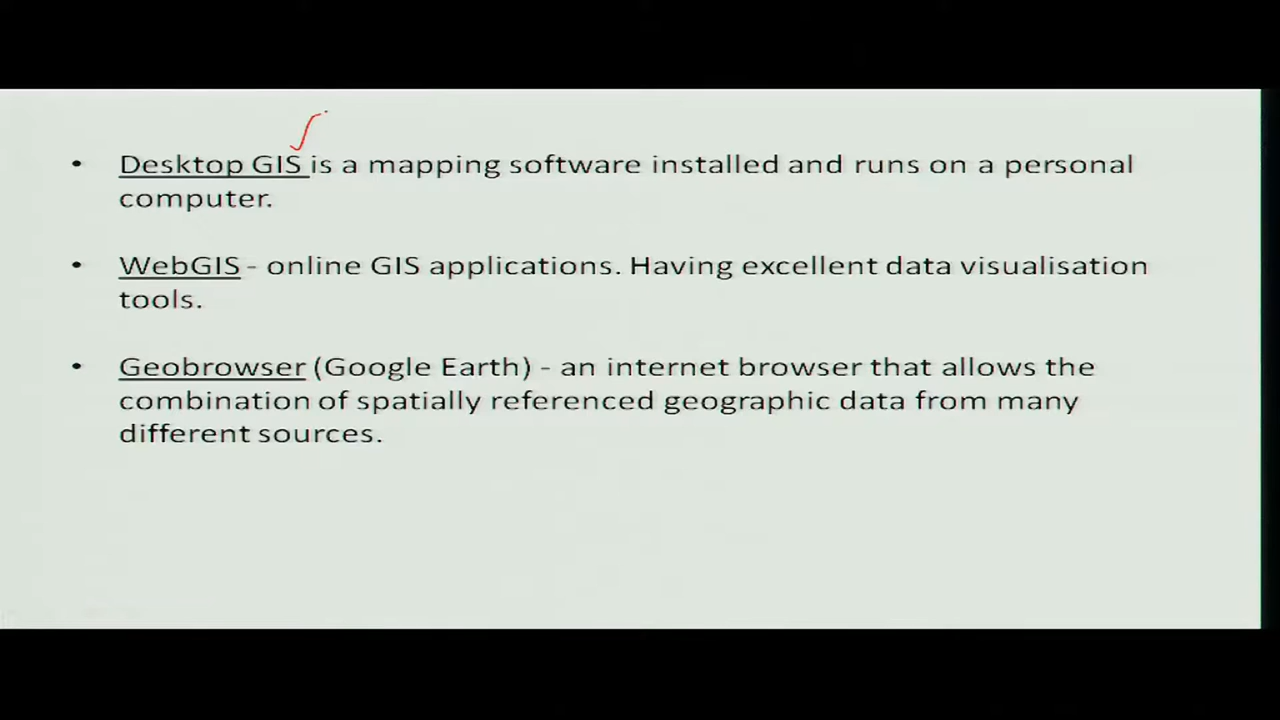 • Desktop GIS is a mapping software installed and runs on a personal
computer.
• WebGIS - online GIS applications. Having excellent data visualisation
tools.
• Geobrowser (Google Earth) - an internet browser that allows the
combination of spatially referenced geographic data from many
different sources.